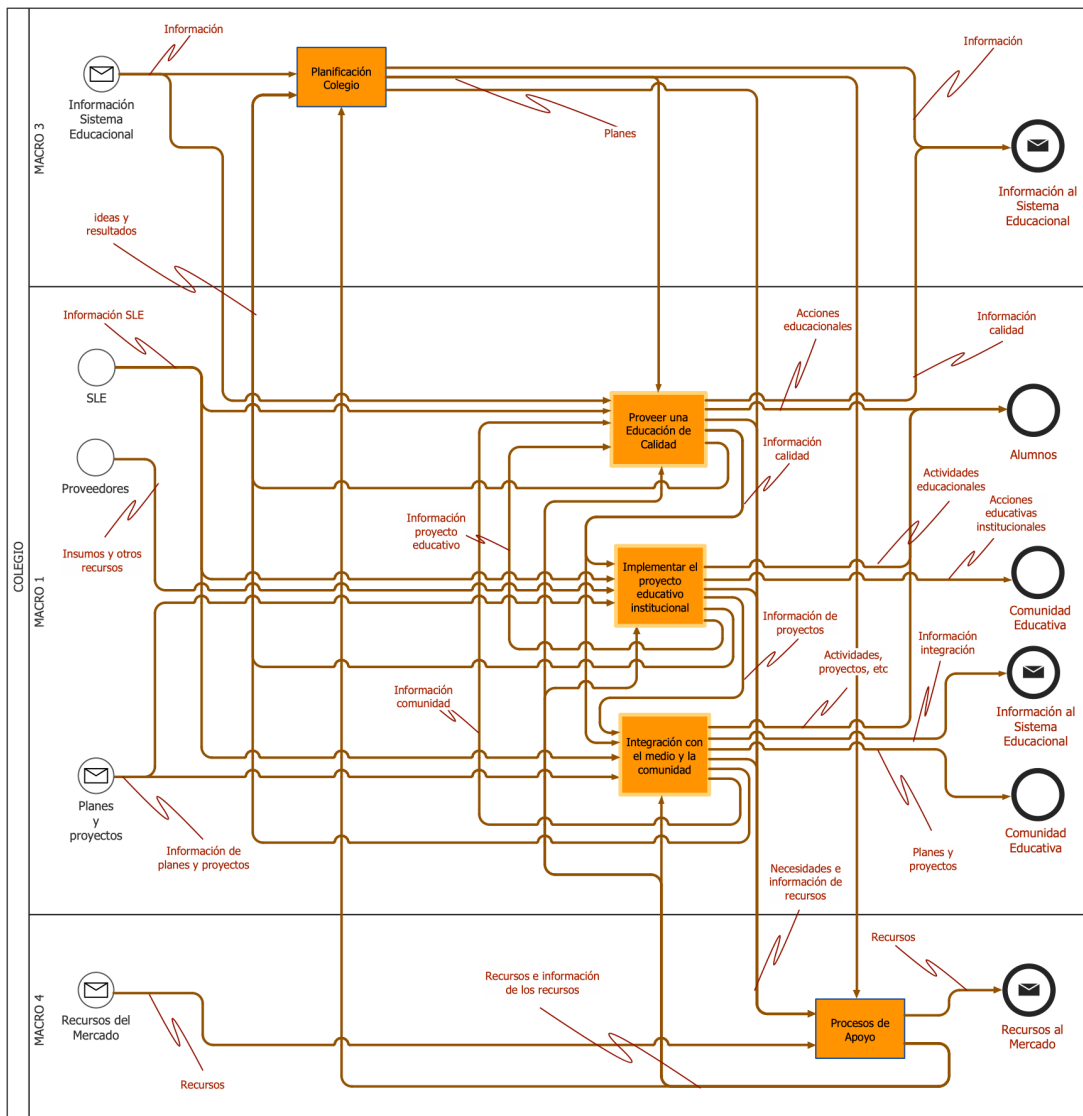 COLEGIO
MACRO 3
Información
Información
Planificación
Colegio
Información
Sistema
Educacional
Planes
Información al
Sistema
Educacional
ideas y
resultados
MACRO 1
Información SLE
SLE
Acciones
educacionales
Información
calidad
Proveer una
Educación de
Calidad
Alumnos
Proveedores
Información
calidad
Actividades
educacionales
Acciones
educativas
institucionales
Insumos y otros
recursos
Información
proyecto
educativo
Implementar el
proyecto
educativo
institucional
Comunidad
Educativa
Información de
proyectos
Información
integración
Actividades,
proyectos, etc
Información
comunidad
Integración con
el medio y la
comunidad
Información al
Sistema
Educacional
Planes
y
proyectos
Comunidad
Educativa
Información de
planes y proyectos
Necesidades e
información de
recursos
Planes y
proyectos
MACRO 4
Recursos
Recursos e información
de los recursos
Recursos del
Mercado
Procesos de
Apoyo
Recursos al
Mercado
Recursos